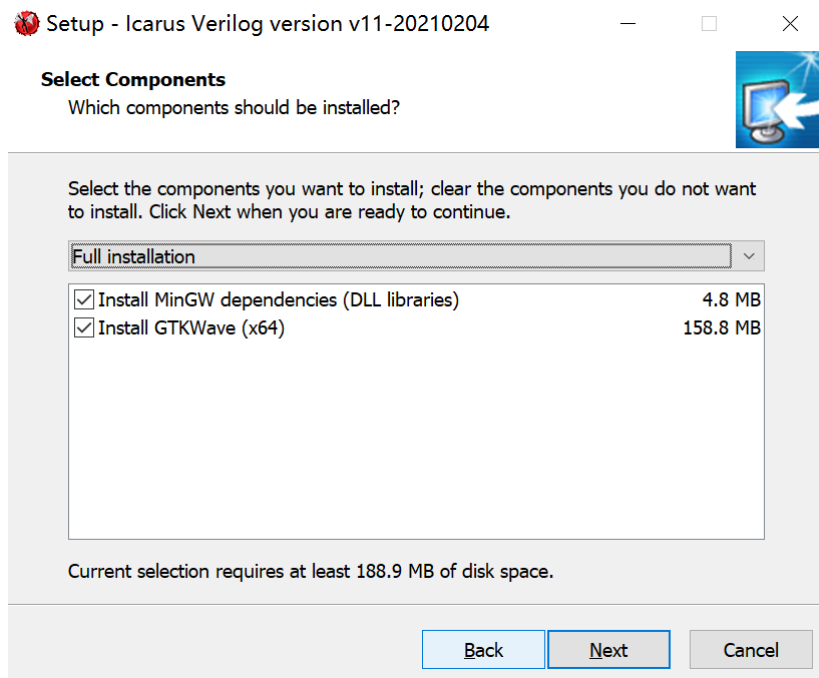 Setup - Icarus Verilog version v11-20210204
Select Components
Which components should be installed?
Select the components you want to install; clear the components you do not want
to install. Click Next when you are ready to continue.
Full installation
Install MinGW dependencies (DLL libraries) 4.8 MB
Install GTKWave (x64) 158.8 MB
Current selection requires at least 188.9 MB of disk space.
Back Next Cancel